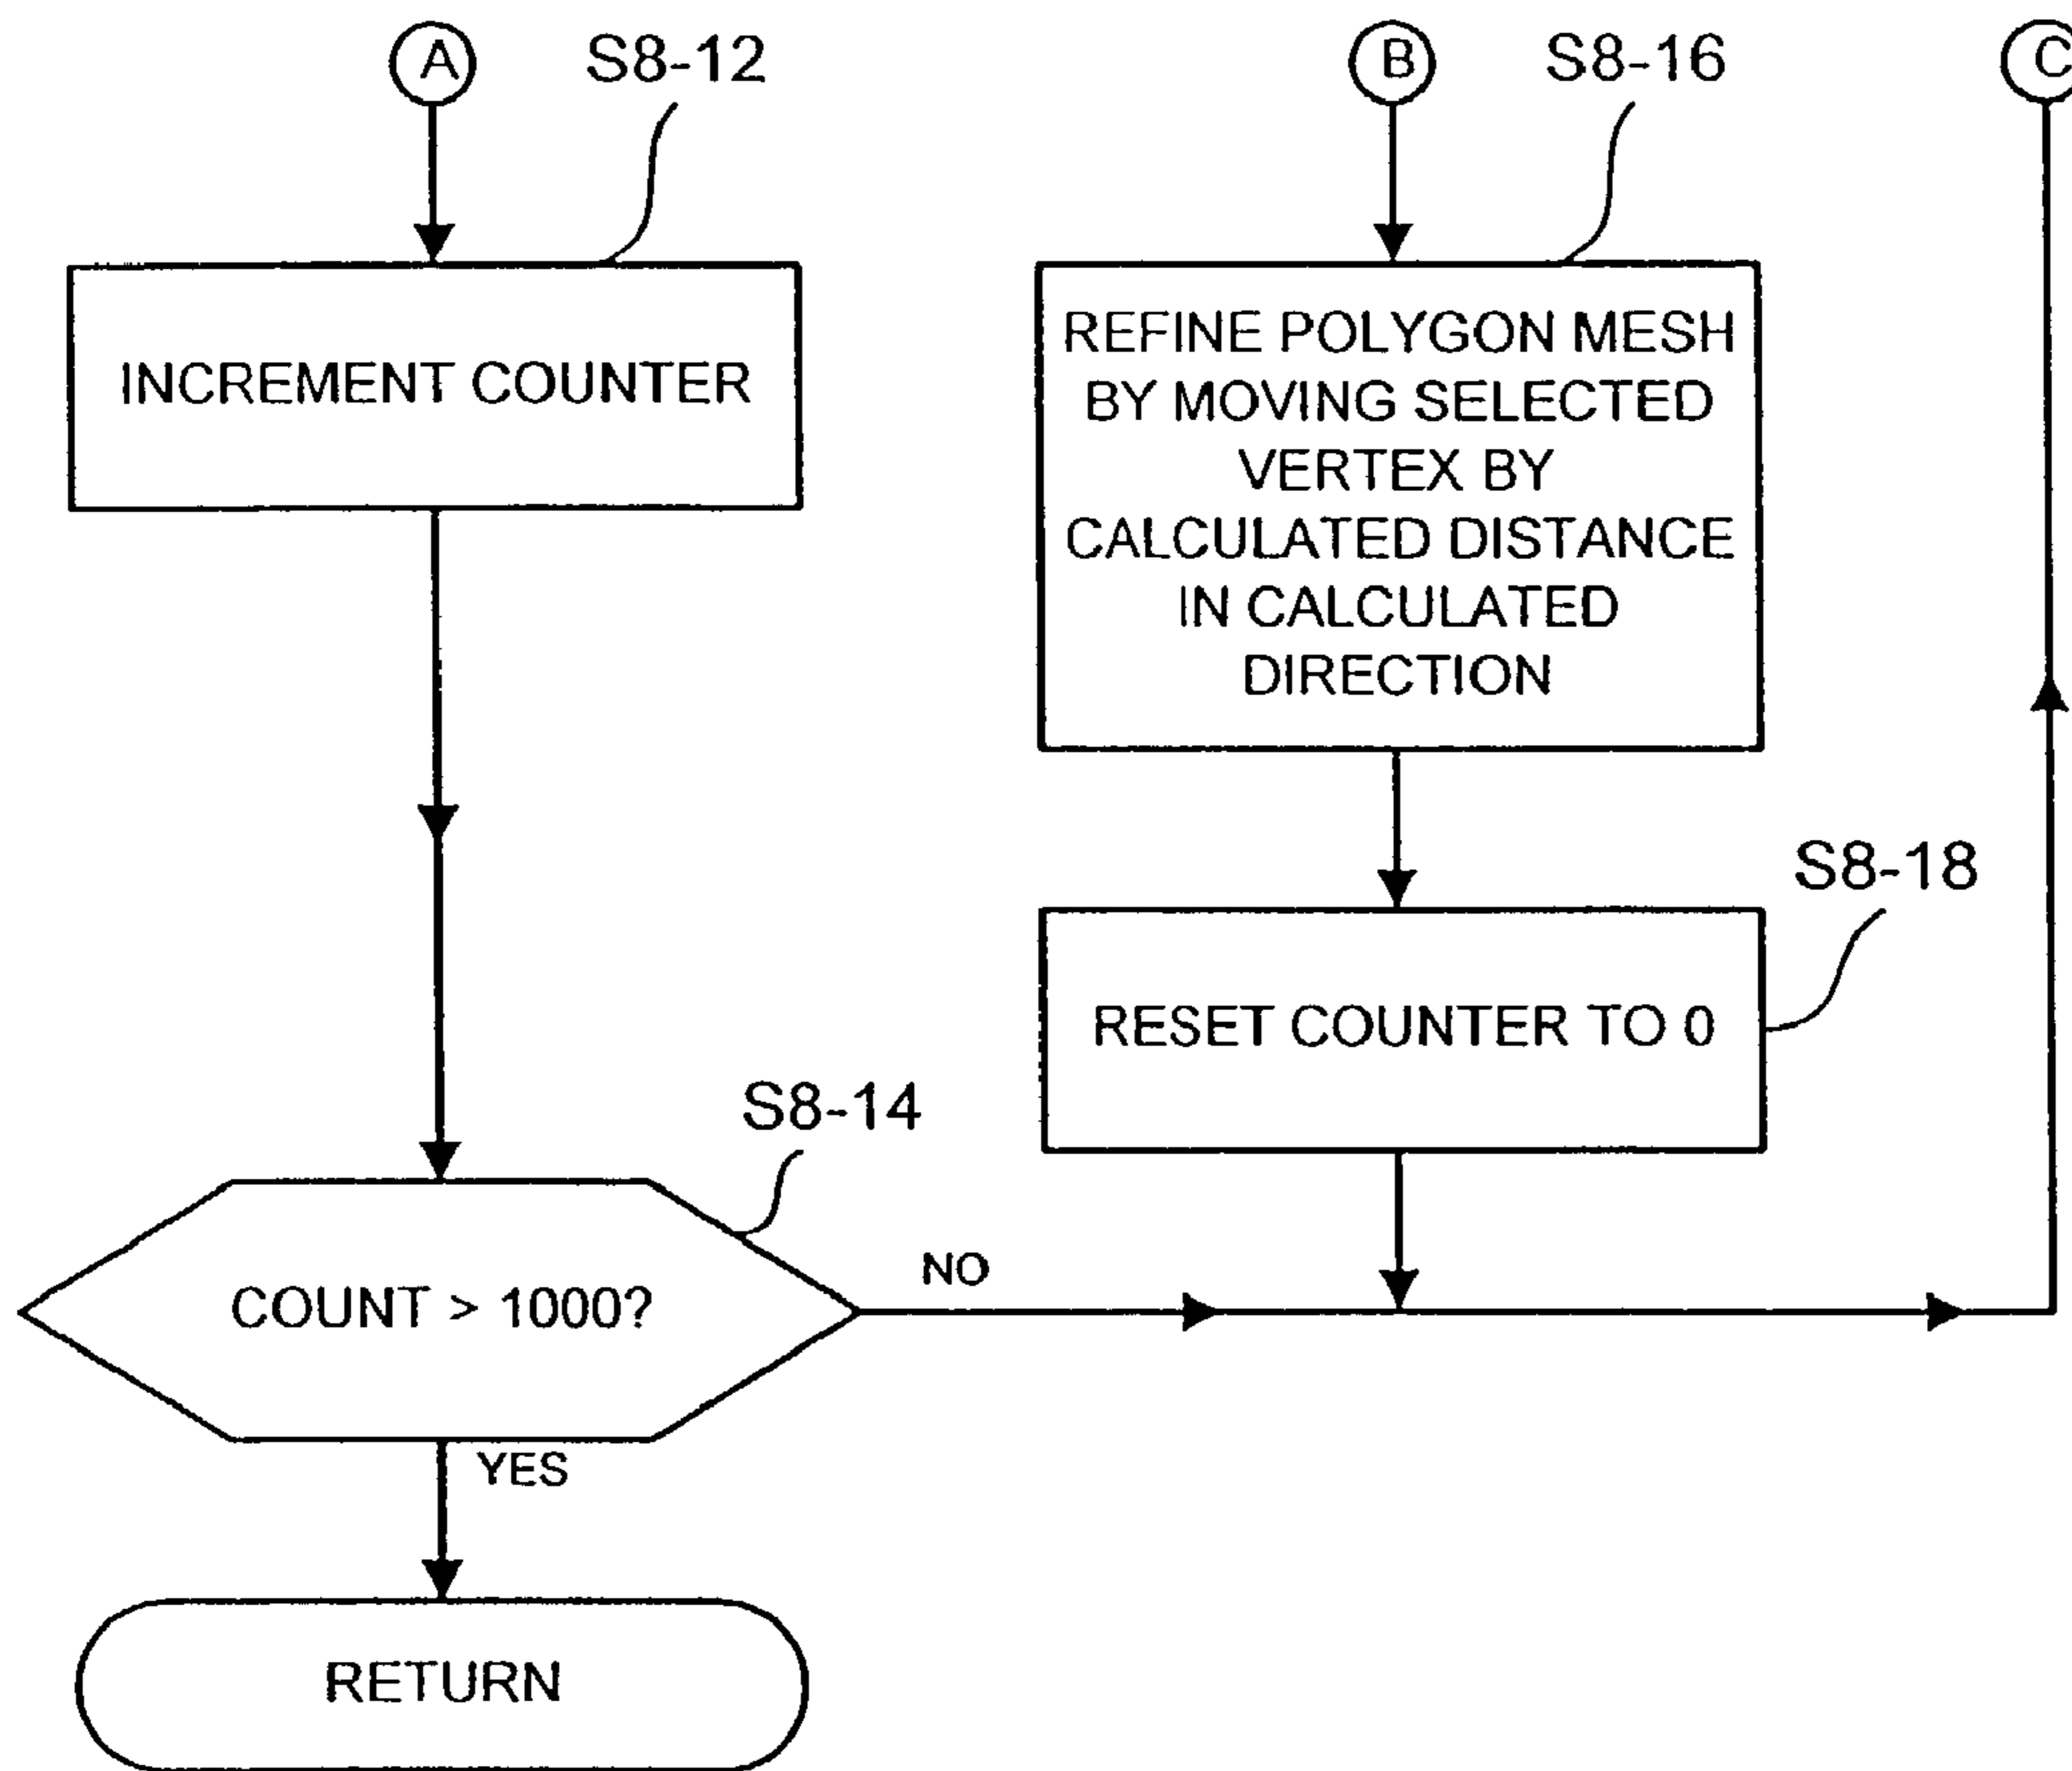 A
S8-12
B
S8-16
C
INCREMENT COUNTER
REFINE POLYGON MESH
BY MOVING SELECTED
VERTEX BY
CALCULATED DISTANCE
IN CALCULATED
DIRECTION
S8-18
RESET COUNTER TO 0
S8-14
NO
COUNT > 1000?
YES
RETURN